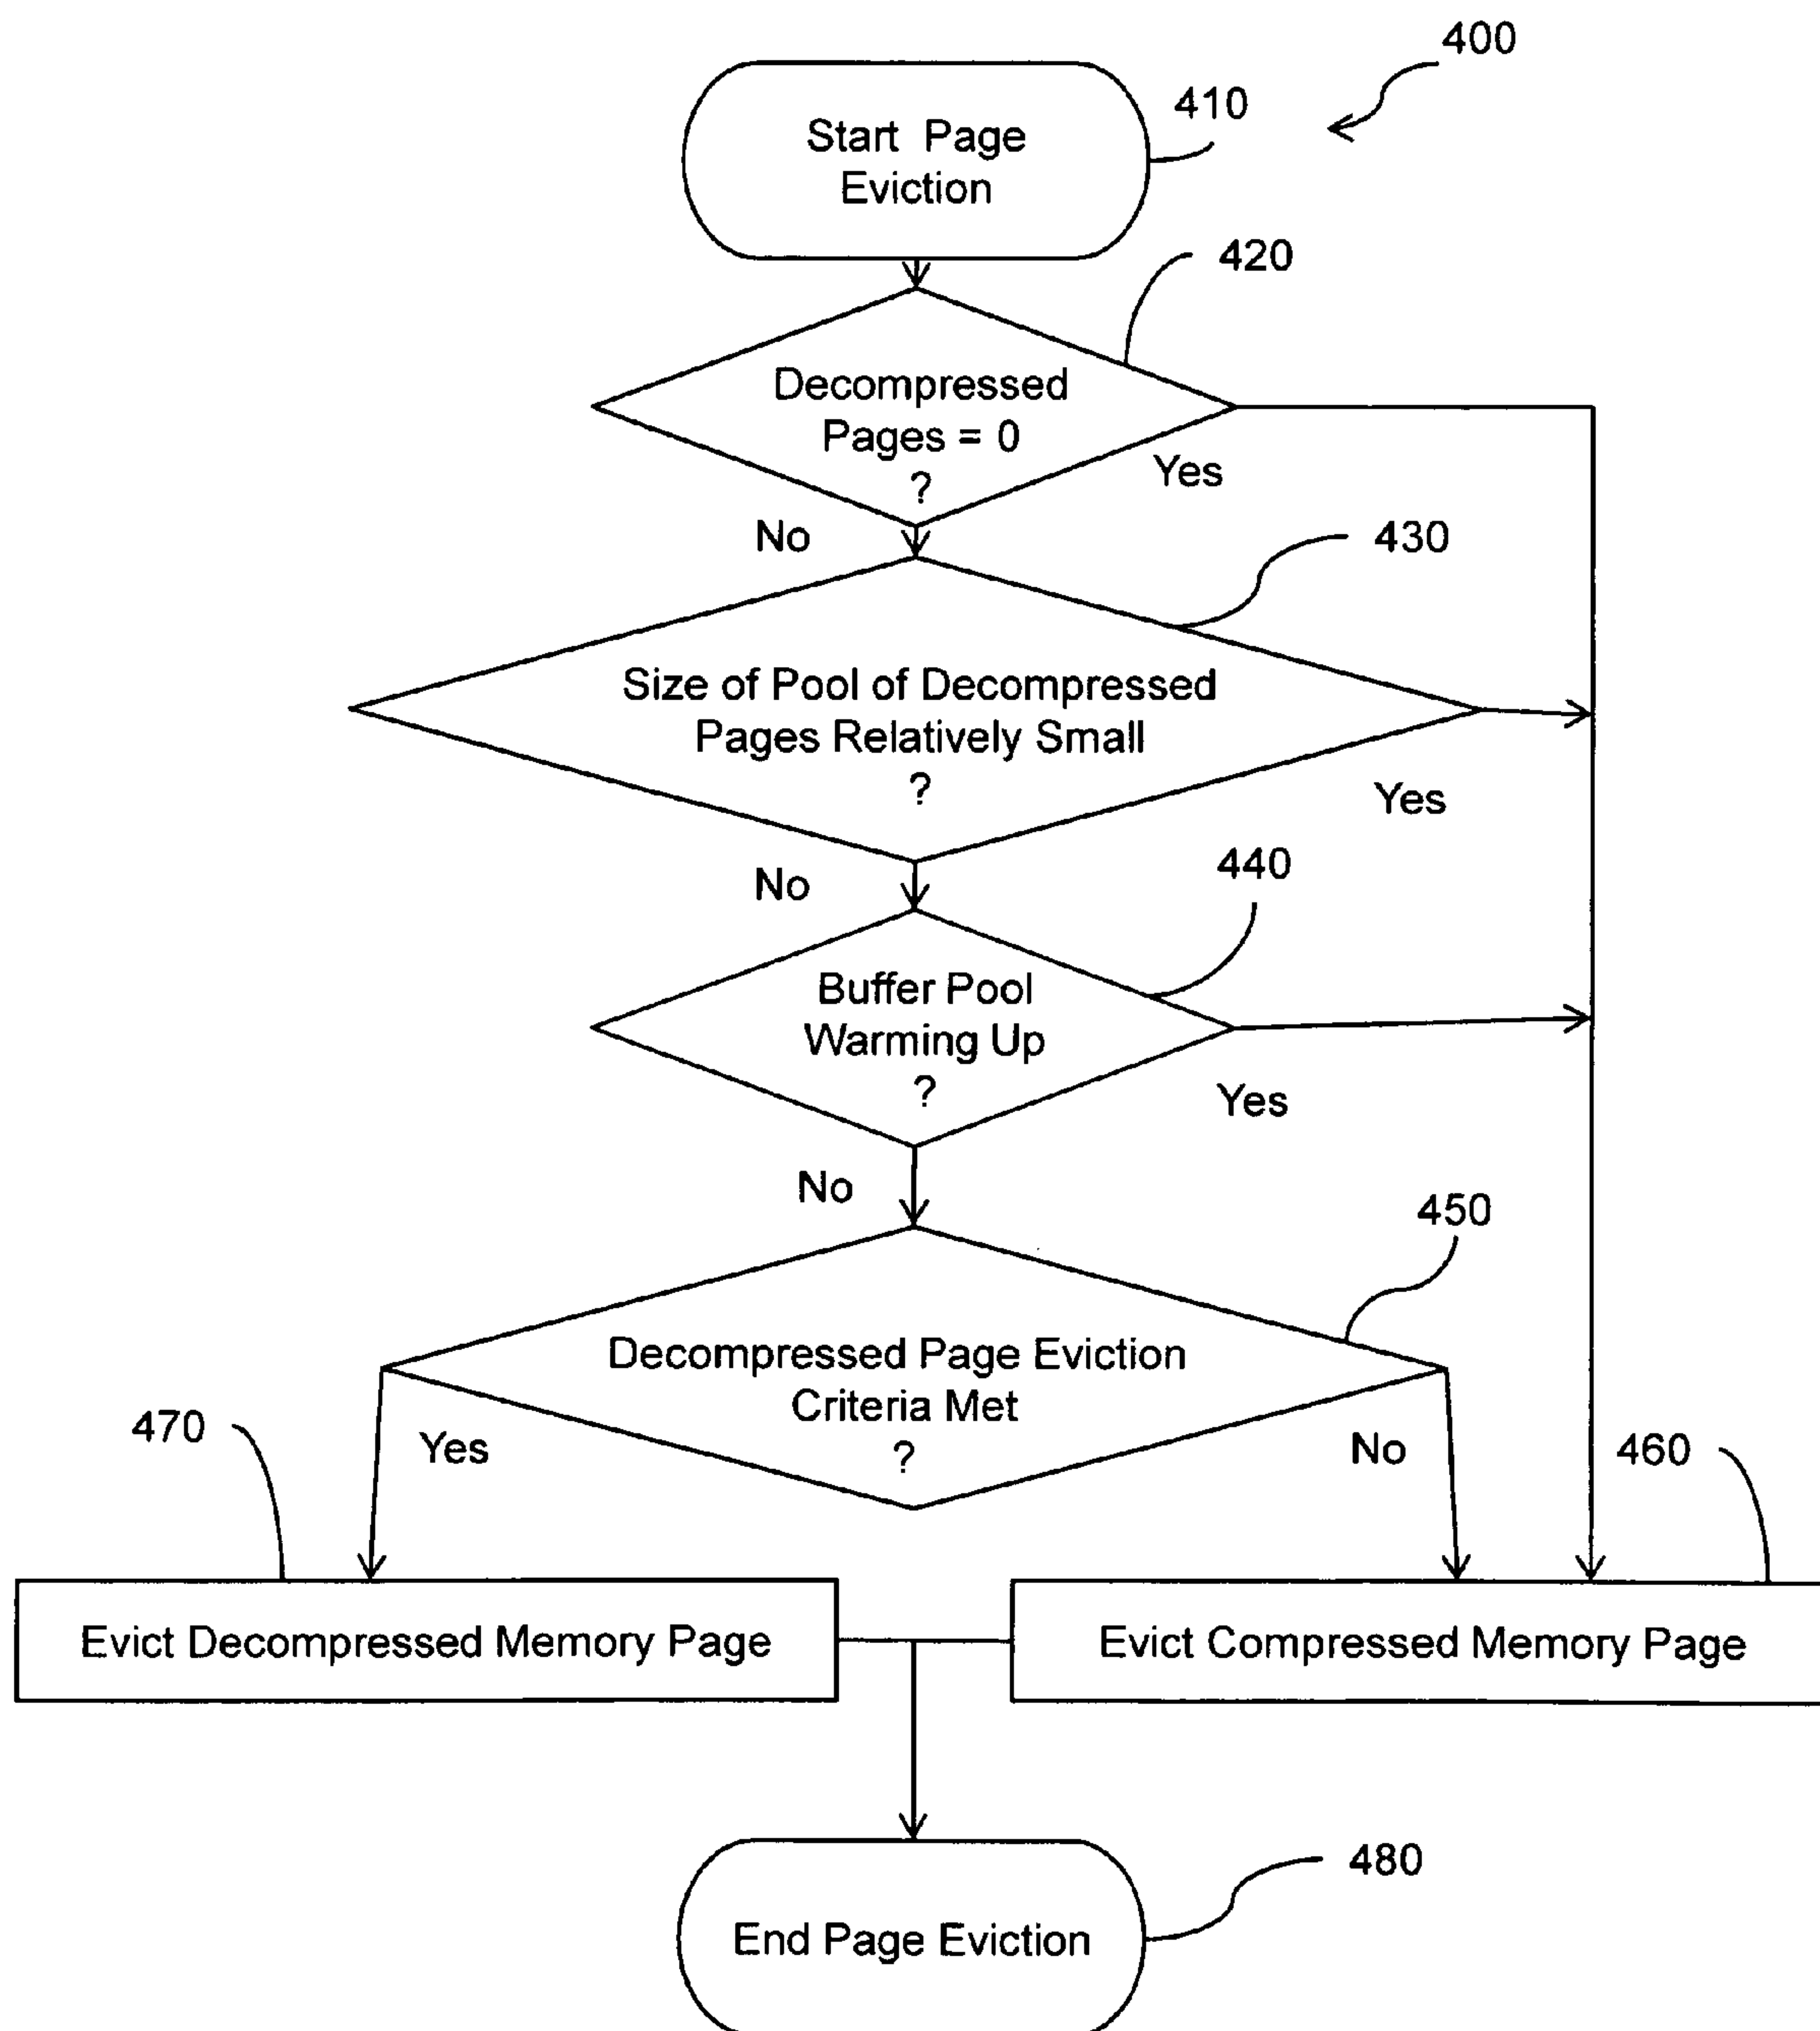 400
410
Start Page
Eviction
420
Decompressed
Pages = 0
?
Yes
No
430
Size of Pool of Decompressed
Pages Relatively Small
?
Yes
No
440
Buffer Pool
Warming Up
?
Yes
No
450
Decompressed Page Eviction
Criteria Met
?
470
Yes
No
460
Evict Decompressed Memory Page
Evict Compressed Memory Page
480
End Page Eviction